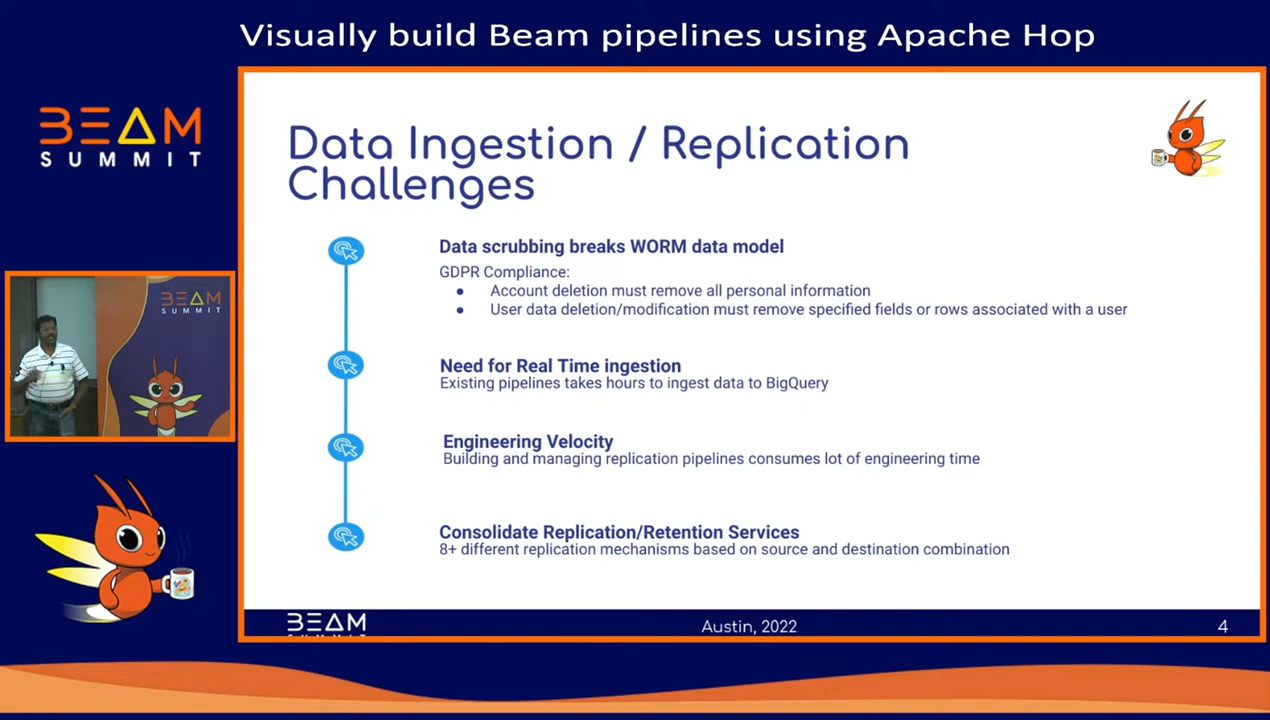 Visually build Beam pipelines using Apache Hop
BEAM
SUMMIT
Data Ingestion / Replication
Challenges
Data scrubbing breaks WORM data model
GDPR Compliance:
● Account deletion must remove all personal information
● User data deletion/modification must remove specified fields or rows associated with a user
Need for Real Time ingestion
Existing pipelines takes hours to ingest data to BigQuery
Engineering Velocity
Building and managing replication pipelines consumes lot of engineering time
Consolidate Replication/Retention Services
8+ different replication mechanisms based on source and destination combination
BEAM
SUMMIT
BEAM
SUMMIT
Austin, 2022
4